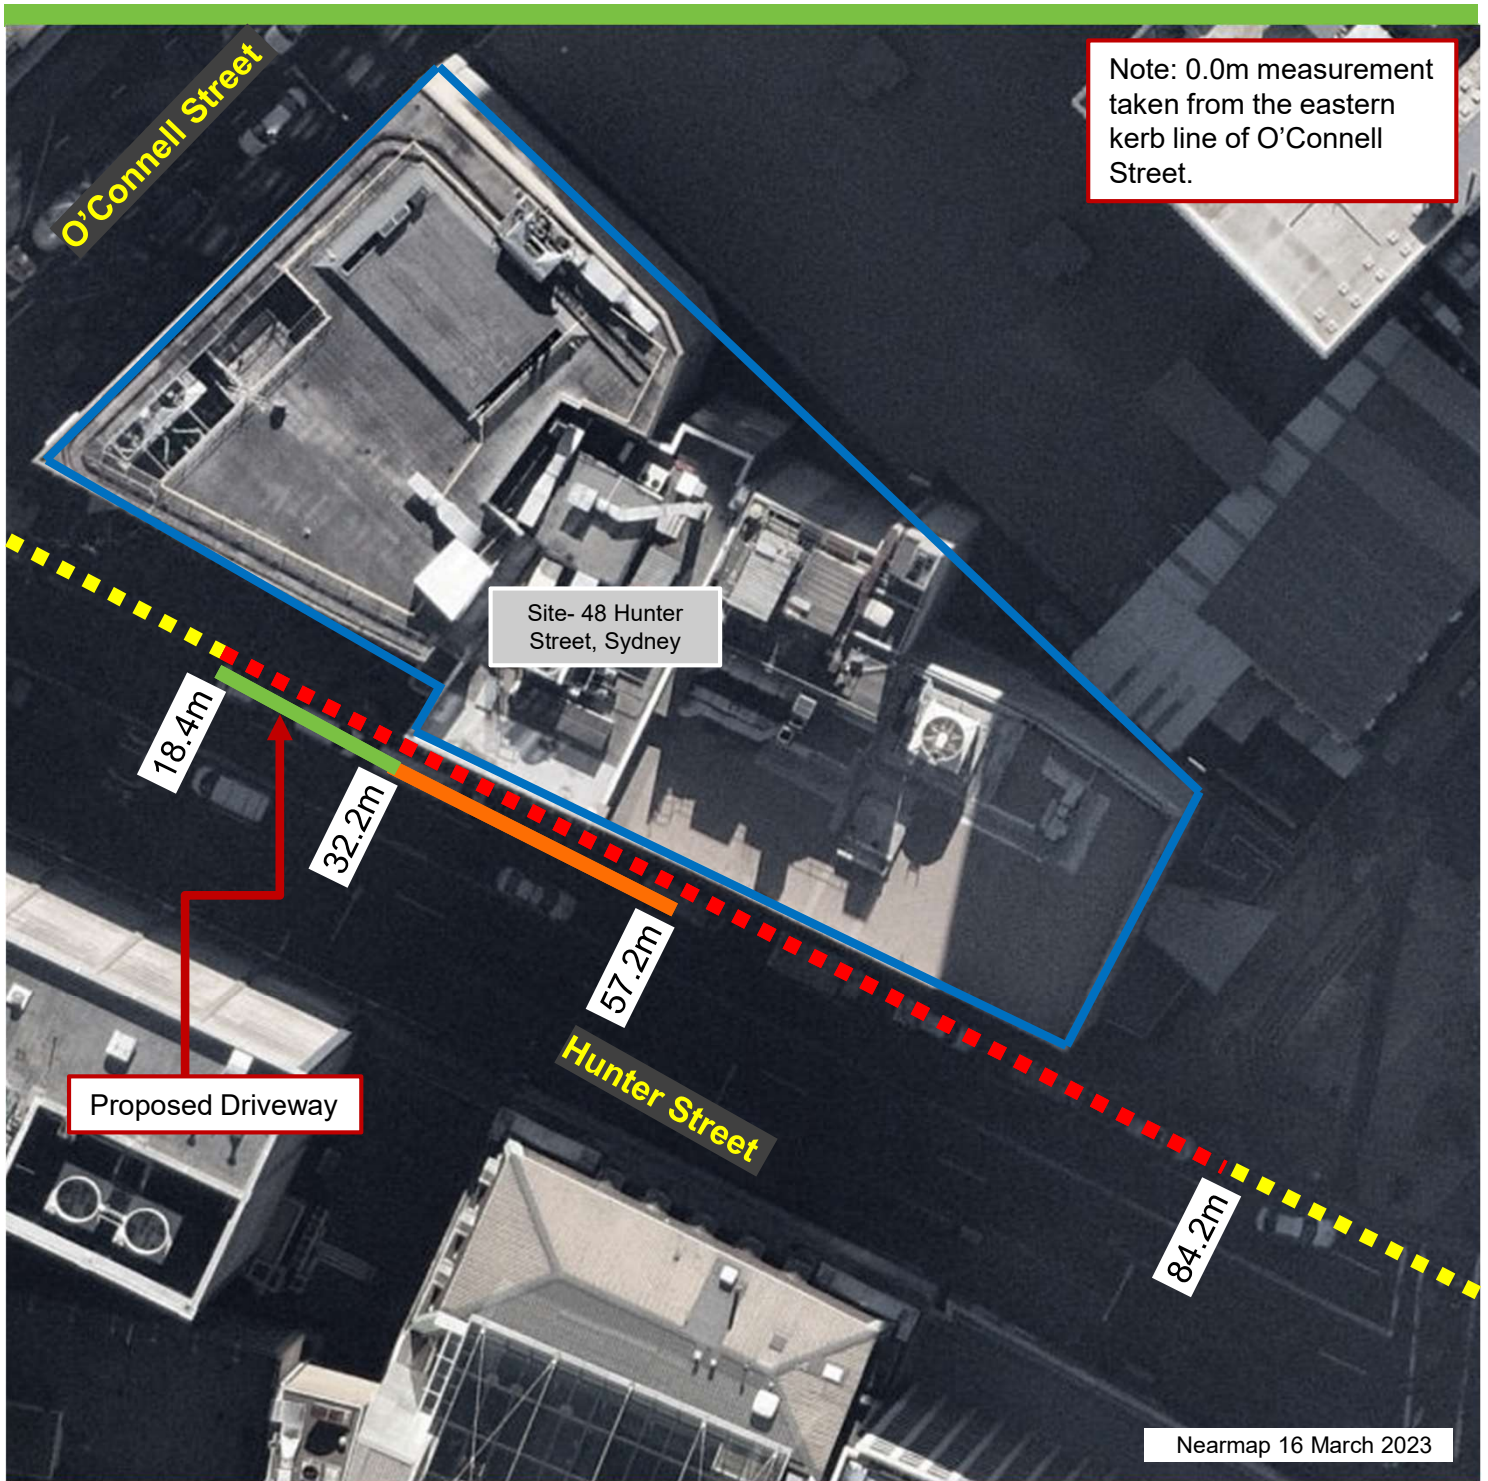 O’Connell Street
Note: 0.0m measurement
taken from the eastern
kerb line of O’Connell
Street.
Site- 48 Hunter
Street, Sydney
18.4m
32.2m
57.2m
Hunter Street
Proposed Driveway
84.2m
Nearmap 16 March 2023